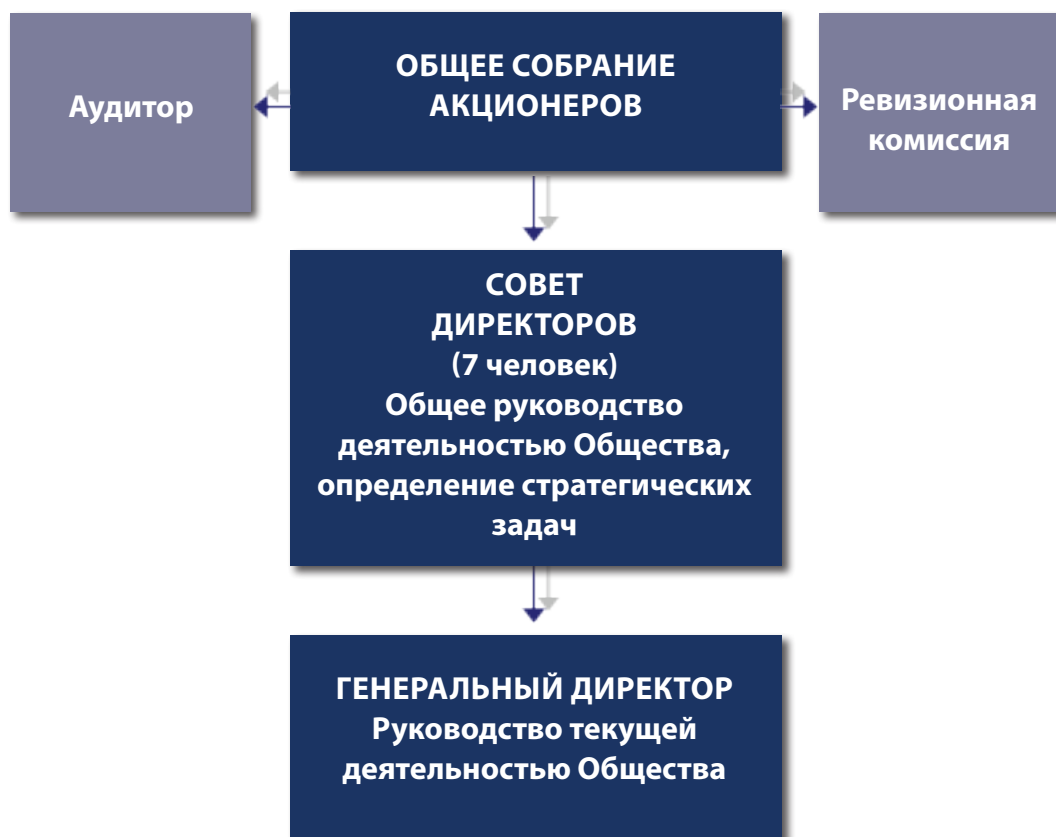 Аудитор
ОБЩЕЕ СОБРАНИЕ
АКЦИОНЕРОВ
Ревизионная
комиссия
СОВЕТ
ДИРЕКТОРОВ
(7 человек)
Общее руководство
деятельностью Общества,
определение стратегических
задач
ГЕНЕРАЛЬНЫЙ ДИРЕКТОР
Руководство текущей
деятельностью Общества